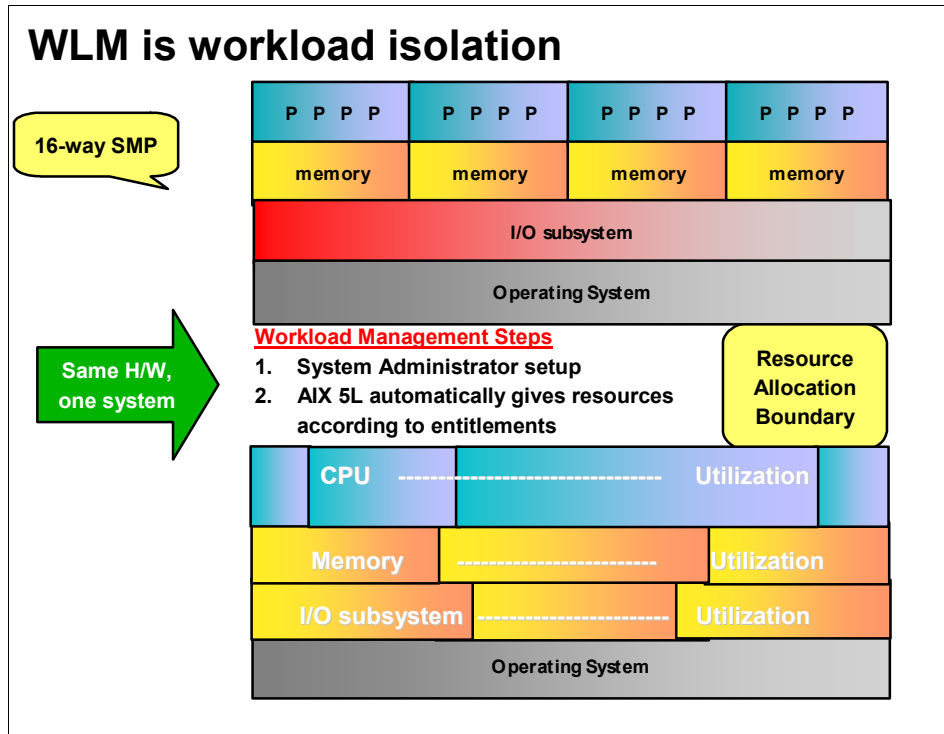 WLM is workload isolation
16-way SMP
P P P P P P P P P P P P P P P P
memory memory memory memory
I/O subsystem
Operating System
Workload Management Steps
1. System Administrator setup
2. AIX 5L automatically gives resources
according to entitlements
Same H/W,
one system
Resource
Allocation
Boundary
CPU --------------------------------- Utilization
Memory ------------------------- Utilization
I/O subsystem ------------------------ Utilization
Operating System